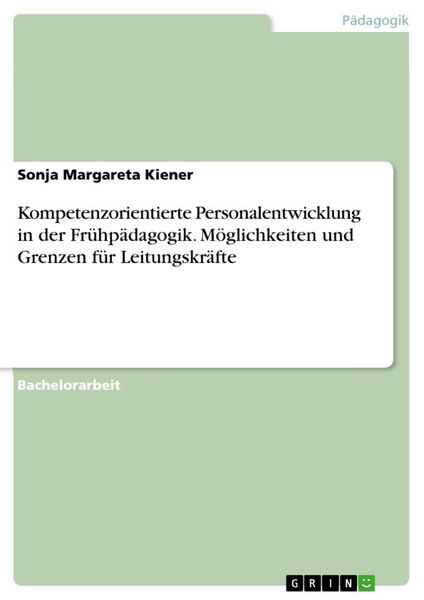 Pädagogik
Sonja Margareta Kiener
Kompetenzorientierte Personalentwicklung
in der Frühpädagogik. Möglichkeiten und
Grenzen für Leitungskräfte
Bachelorarbeit
GRIN